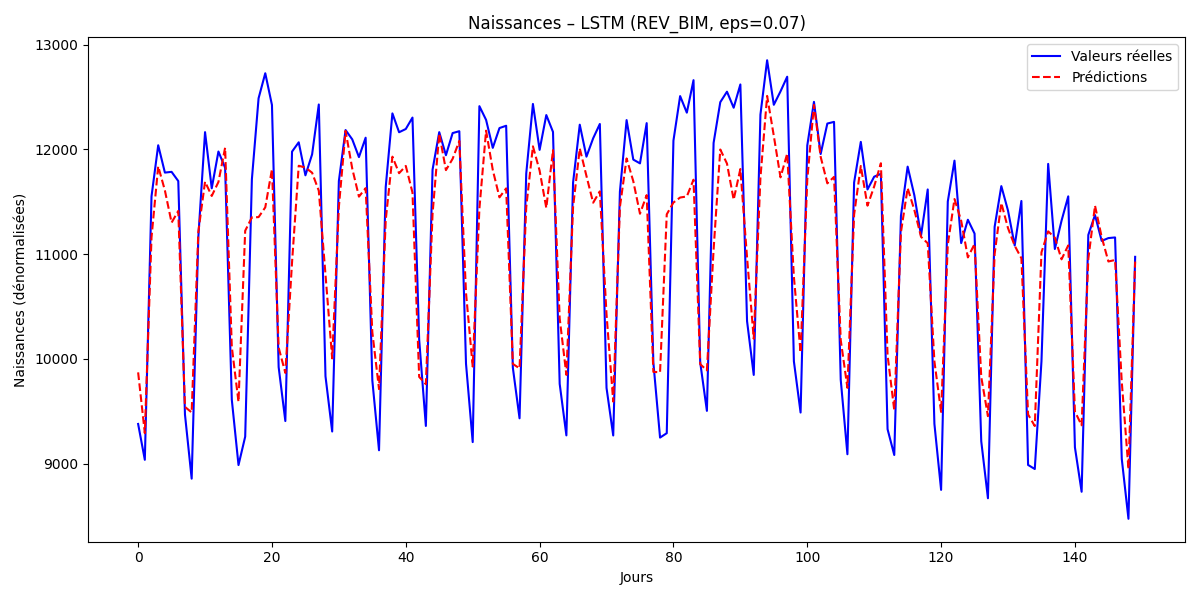 Naissances – LSTM (REV_BIM, eps=0.07)
13000
12000
11000
10000
9000
Naissances (dénormalisées)
Valeurs réelles
Prédictions
0 20 40 60 80 100 120 140
Jours